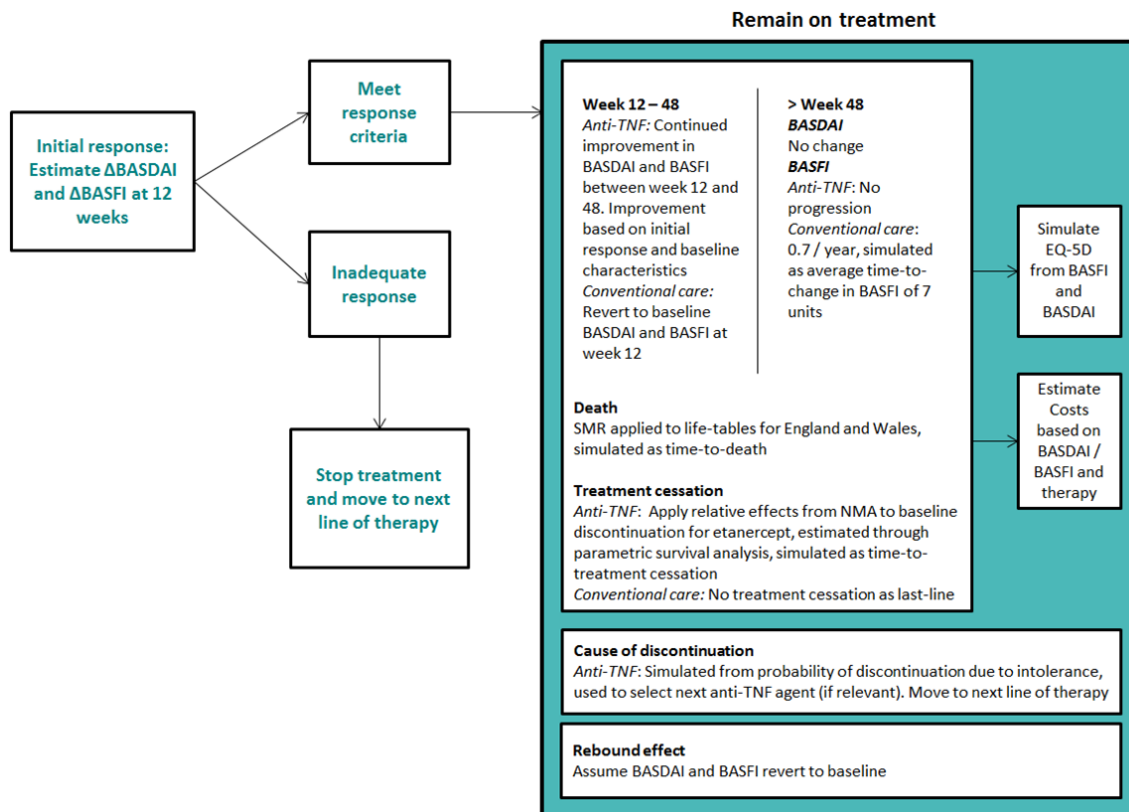 Remain on treatment
Initial response:
Estimate ΔBASDAI
and ΔBASFI at 12
weeks
Meet
response
criteria
Inadequate
response
Stop treatment
and move to next
line of therapy
Week 12 – 48
Anti-TNF: Continued
improvement in
BASDAI and BASFI
between week 12 and
48. Improvement
based on initial
response and baseline
characteristics
Conventional care:
Revert to baseline
BASDAI and BASFI at
week 12
> Week 48
BASDAI
No change
BASFI
Anti-TNF: No
progression
Conventional care:
0.7 / year, simulated
as average time-to-
change in BASFI of 7
units
Death
SMR applied to life-tables for England and Wales,
simulated as time-to-death
Treatment cessation
Anti-TNF:  Apply relative effects from NMA to baseline
discontinuation for etanercept, estimated through
parametric survival analysis, simulated as time-to-
treatment cessation
Conventional care: No treatment cessation as last-line
Simulate
EQ-5D
from BASFI
and
BASDAI
Estimate
Costs
based on
BASDAI /
BASFI and
therapy
Cause of discontinuation
Anti-TNF: Simulated from probability of discontinuation due to intolerance,
used to select next anti-TNF agent (if relevant). Move to next line of therapy
Rebound effect
Assume BASDAI and BASFI revert to baseline